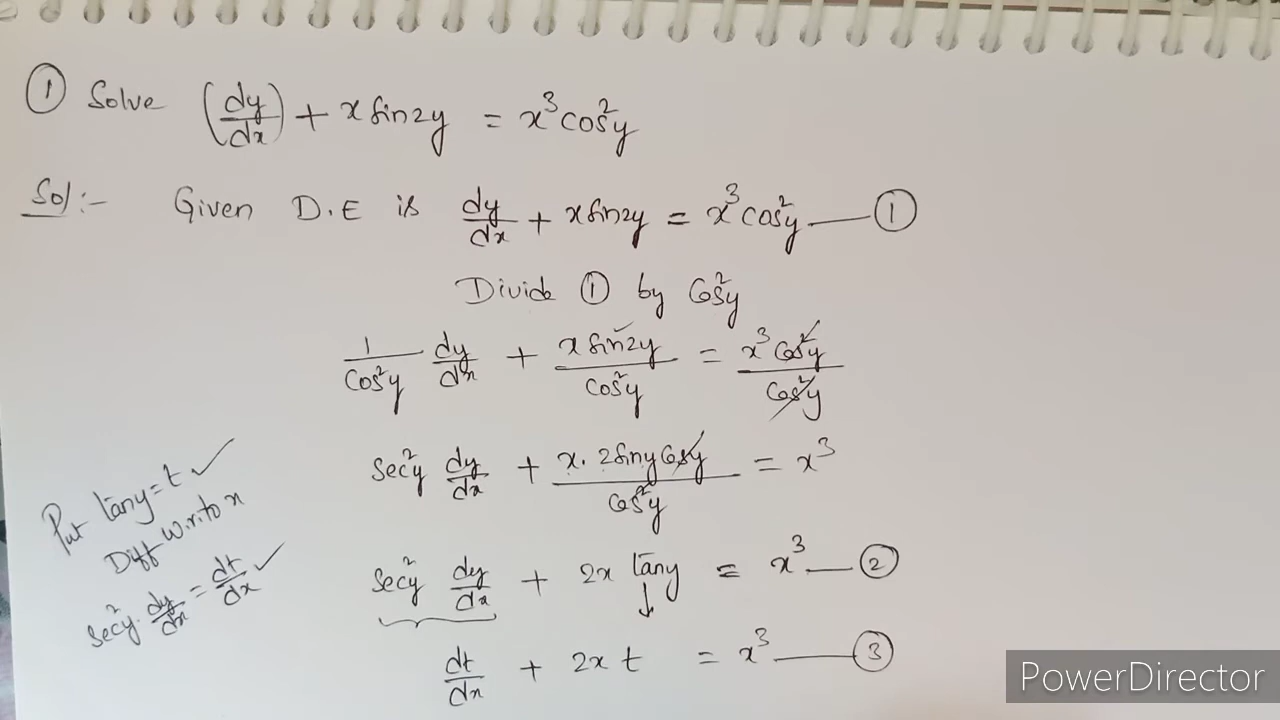 ① Solve (dy/dx) + x sin2y = x³cos²y
Sol:- Given D.E is dy/dx + x sin2y = x³cos²y —— ①
Divide ① by cos²y
1/cos²y dy/dx + x sin2y/cos²y = x³cos²y/cos²y
sec²y dy/dx + x. 2siny cosy/cos²y = x³
Put tany = t ✓
Diff w.r.to x
sec²y. dy/dx = dt/dx ✓
sec²y dy/dx + 2x tany = x³ —— ②
dt/dx + 2x t = x³ —— ③
PowerDirector